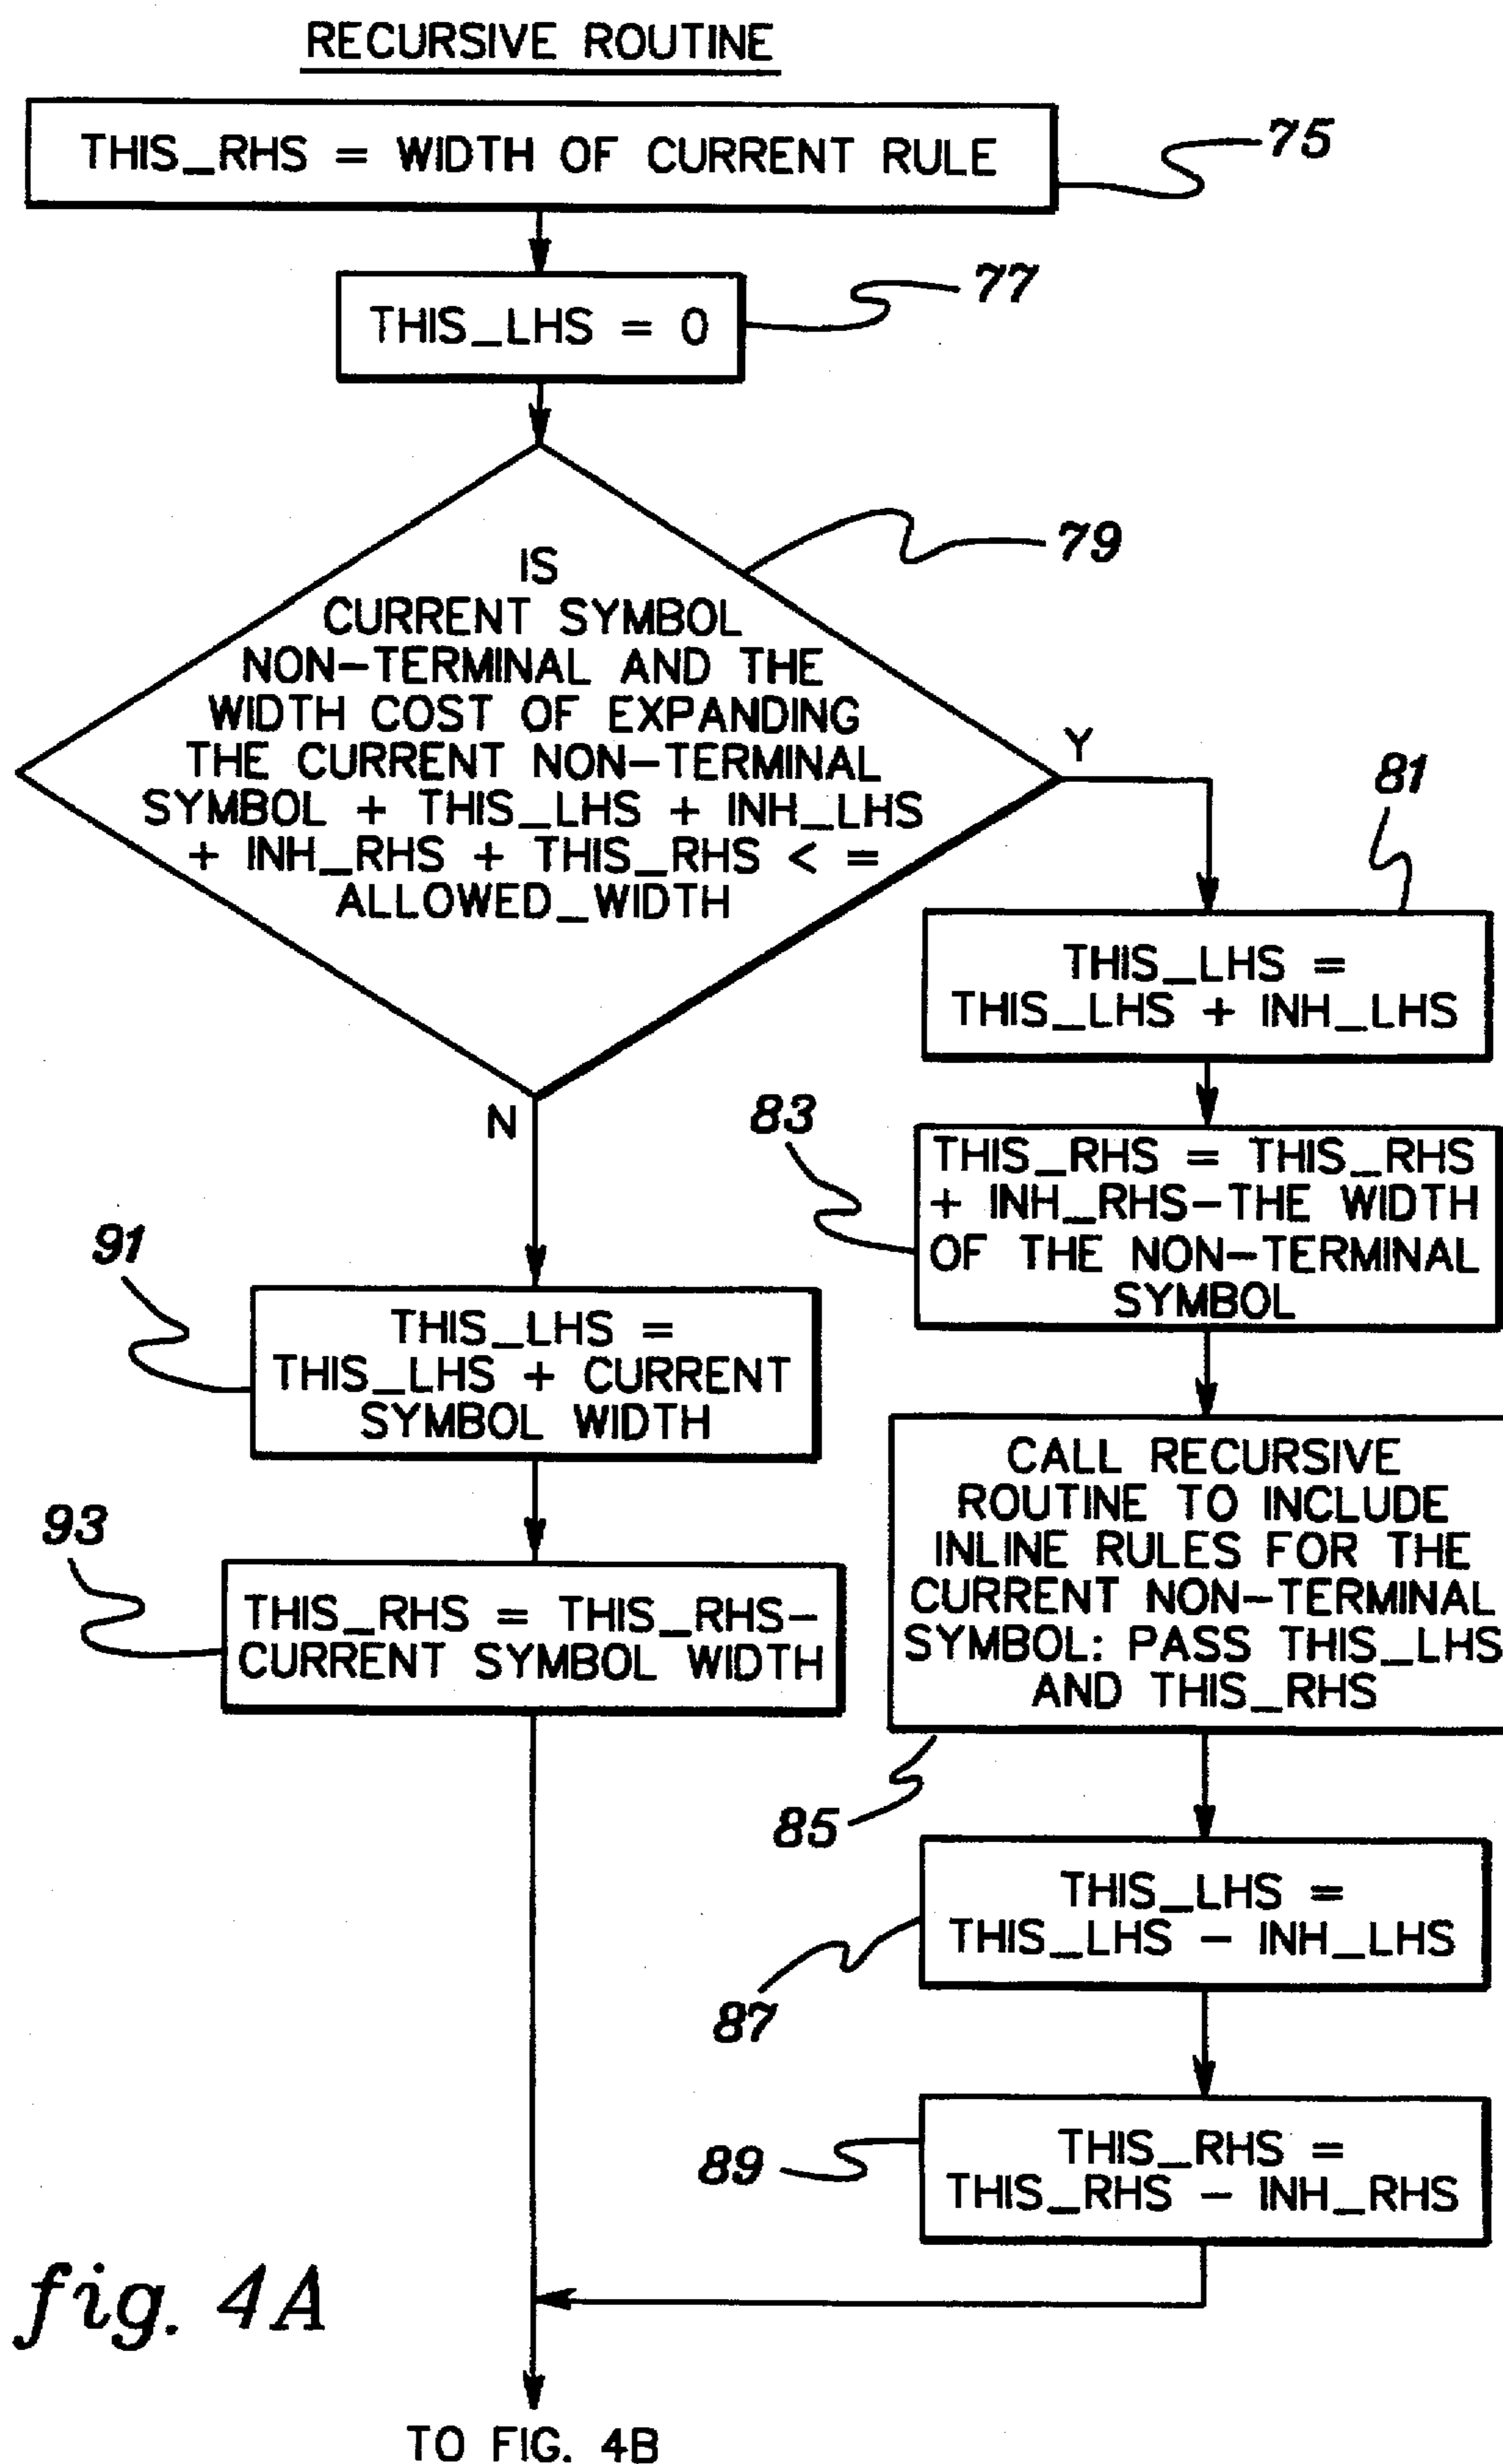 RECURSIVE ROUTINE
THIS_RHS = WIDTH OF CURRENT RULE
75
THIS_LHS = 0
77
IS
CURRENT SYMBOL
NON-TERMINAL AND THE
WIDTH COST OF EXPANDING
THE CURRENT NON-TERMINAL
SYMBOL + THIS_LHS + INH_LHS
+ INH_RHS + THIS_RHS < =
ALLOWED_WIDTH
79
Y
81
THIS_LHS =
THIS_LHS + INH_LHS
N
83
THIS_RHS = THIS_RHS
+ INH_RHS-THE WIDTH
OF THE NON-TERMINAL
SYMBOL
91
THIS_LHS =
THIS_LHS + CURRENT
SYMBOL WIDTH
CALL RECURSIVE
ROUTINE TO INCLUDE
INLINE RULES FOR THE
CURRENT NON-TERMINAL
SYMBOL: PASS THIS_LHS
AND THIS_RHS
93
THIS_RHS = THIS_RHS-
CURRENT SYMBOL WIDTH
85
THIS_LHS =
THIS_LHS - INH_LHS
87
THIS_RHS =
THIS_RHS - INH_RHS
89
fig. 4A
TO FIG. 4B